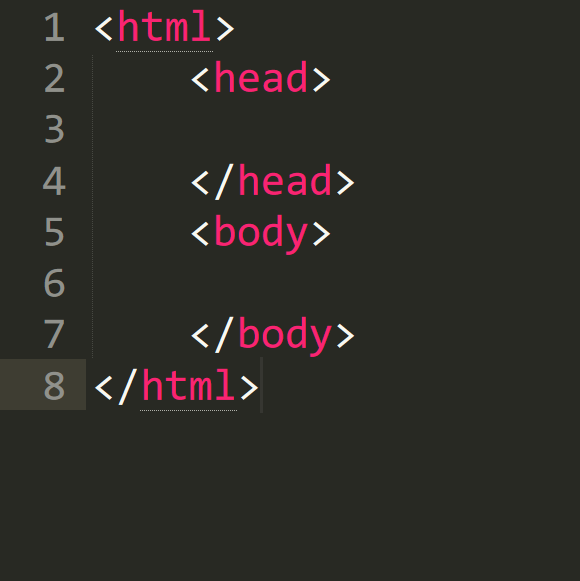 1 <html>
2     <head>
3
4     </head>
5     <body>
6
7     </body>
8 </html>